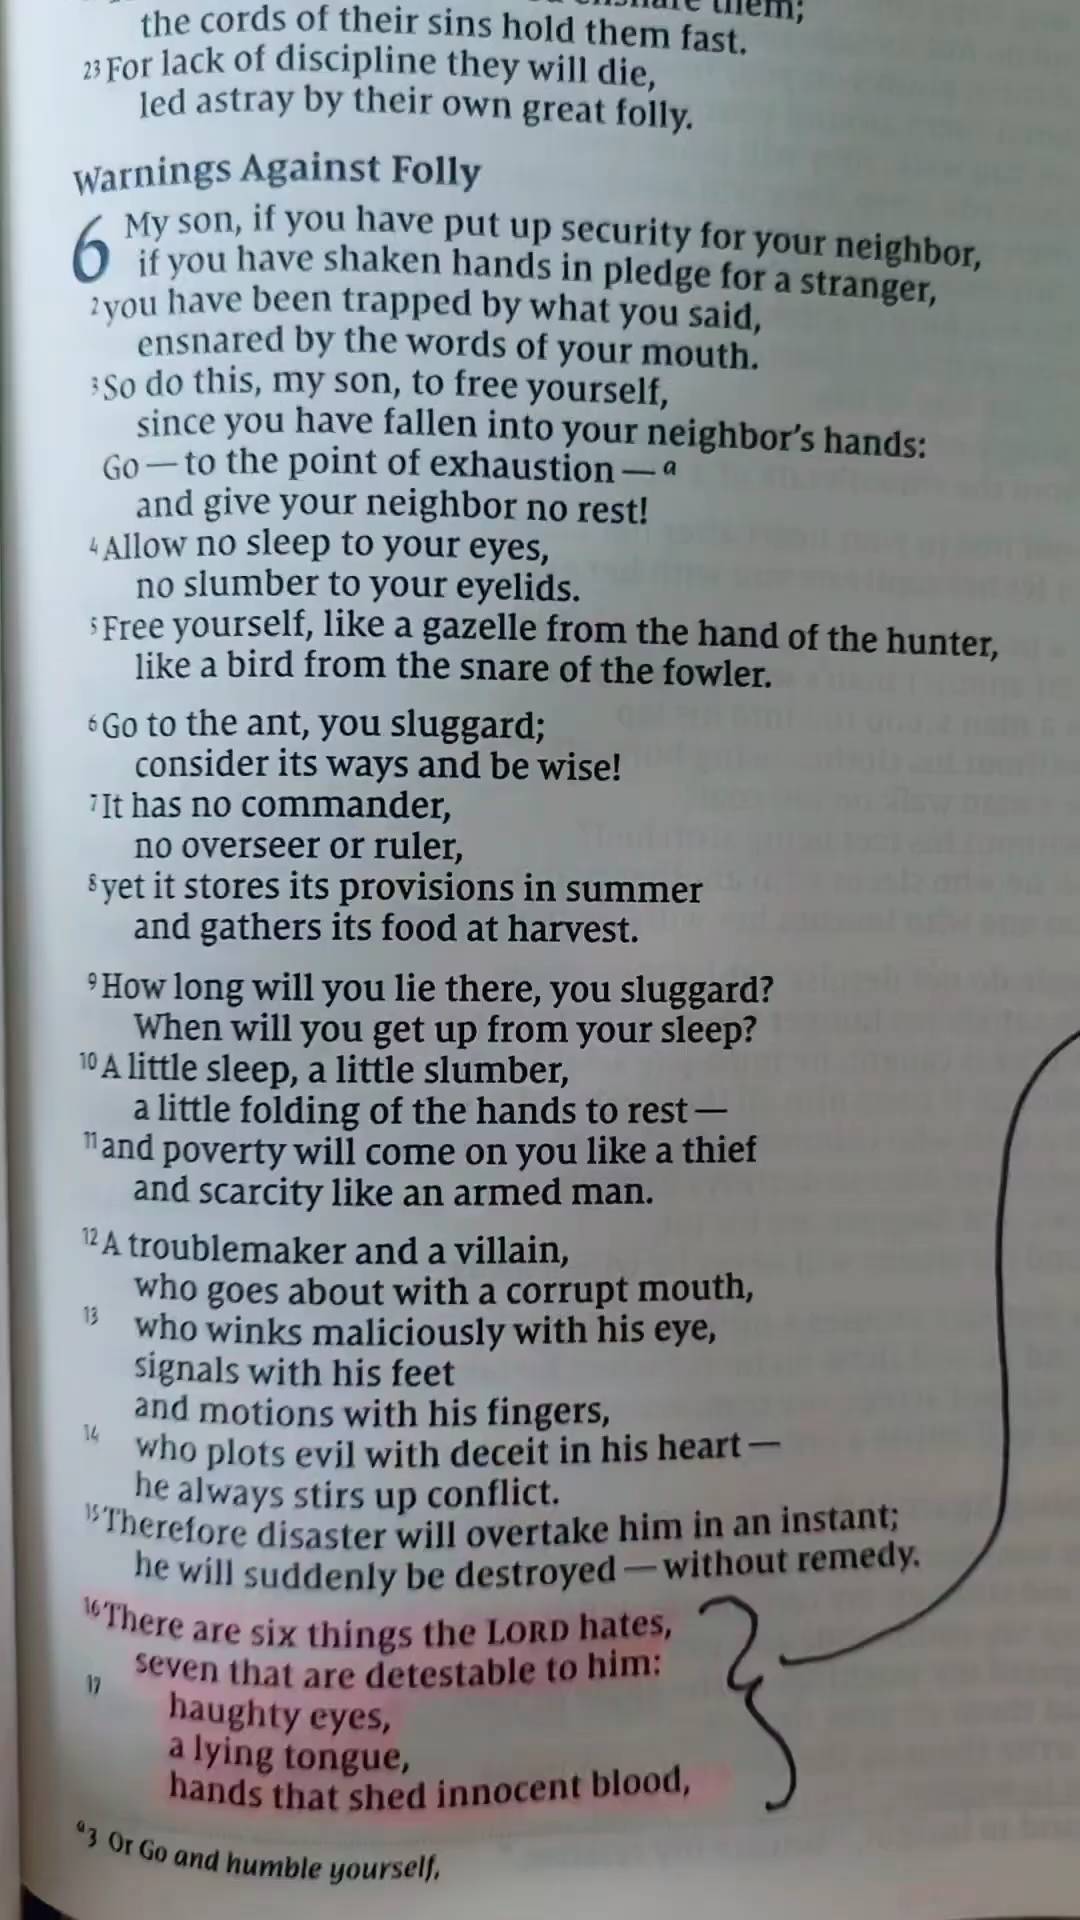 them;
the cords of their sins hold them fast.
23 For lack of discipline they will die,
led astray by their own great folly.
Warnings Against Folly
6 My son, if you have put up security for your neighbor,
if you have shaken hands in pledge for a stranger,
2 you have been trapped by what you said,
ensnared by the words of your mouth.
3 So do this, my son, to free yourself,
since you have fallen into your neighbor's hands:
Go — to the point of exhaustion — a
and give your neighbor no rest!
4 Allow no sleep to your eyes,
no slumber to your eyelids.
5 Free yourself, like a gazelle from the hand of the hunter,
like a bird from the snare of the fowler.
6 Go to the ant, you sluggard;
consider its ways and be wise!
7 It has no commander,
no overseer or ruler,
8 yet it stores its provisions in summer
and gathers its food at harvest.
9 How long will you lie there, you sluggard?
When will you get up from your sleep?
10 A little sleep, a little slumber,
a little folding of the hands to rest —
11 and poverty will come on you like a thief
and scarcity like an armed man.
12 A troublemaker and a villain,
who goes about with a corrupt mouth,
13 who winks maliciously with his eye,
signals with his feet
and motions with his fingers,
14 who plots evil with deceit in his heart —
he always stirs up conflict.
15 Therefore disaster will overtake him in an instant;
he will suddenly be destroyed — without remedy.
16 There are six things the LORD hates,
seven that are detestable to him:
17 haughty eyes,
a lying tongue,
hands that shed innocent blood,
a3 Or Go and humble yourself,